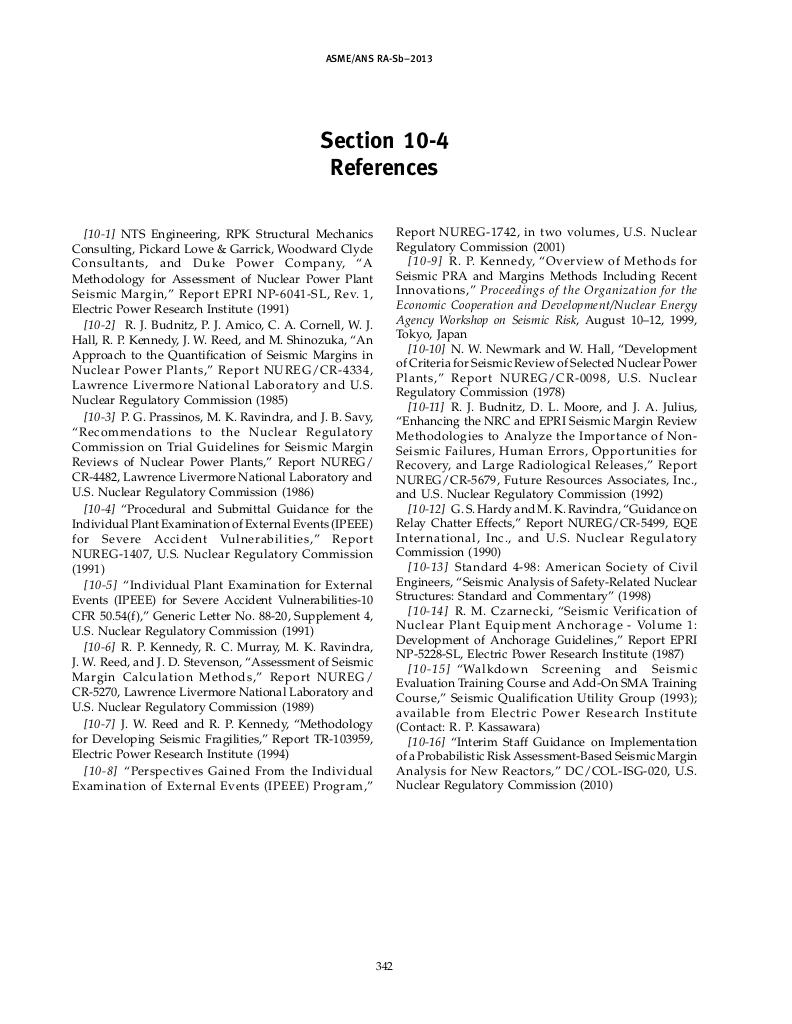 ASME/ANS RA-Sb–2013
Section 10-4
References
[10-1] NTS Engineering, RPK Structural Mechanics
Consulting, Pickard Lowe & Garrick, Woodward Clyde
Consultants, and Duke Power Company, “A
Methodology for Assessment of Nuclear Power Plant
Seismic Margin,” Report EPRI NP-6041-SL, Rev. 1,
Electric Power Research Institute (1991)
[10-2] R. J. Budnitz, P. J. Amico, C. A. Cornell, W. J.
Hall, R. P. Kennedy, J. W. Reed, and M. Shinozuka, “An
Approach to the Quantification of Seismic Margins in
Nuclear Power Plants,” Report NUREG/CR-4334,
Lawrence Livermore National Laboratory and U.S.
Nuclear Regulatory Commission (1985)
[10-3] P. G. Prassinos, M. K. Ravindra, and J. B. Savy,
“Recommendations to the Nuclear Regulatory
Commission on Trial Guidelines for Seismic Margin
Reviews of Nuclear Power Plants,” Report NUREG/
CR-4482, Lawrence Livermore National Laboratory and
U.S. Nuclear Regulatory Commission (1986)
[10-4] “Procedural and Submittal Guidance for the
Individual Plant Examination of External Events (IPEEE)
for Severe Accident Vulnerabilities,” Report
NUREG-1407, U.S. Nuclear Regulatory Commission
(1991)
[10-5] “Individual Plant Examination for External
Events (IPEEE) for Severe Accident Vulnerabilities-10
CFR 50.54(f),” Generic Letter No. 88-20, Supplement 4,
U.S. Nuclear Regulatory Commission (1991)
[10-6] R. P. Kennedy, R. C. Murray, M. K. Ravindra,
J. W. Reed, and J. D. Stevenson, “Assessment of Seismic
Margin Calculation Methods,” Report NUREG/
CR-5270, Lawrence Livermore National Laboratory and
U.S. Nuclear Regulatory Commission (1989)
[10-7] J. W. Reed and R. P. Kennedy, “Methodology
for Developing Seismic Fragilities,” Report TR-103959,
Electric Power Research Institute (1994)
[10-8] “Perspectives Gained From the Individual
Examination of External Events (IPEEE) Program,”
Report NUREG-1742, in two volumes, U.S. Nuclear
Regulatory Commission (2001)
[10-9] R. P. Kennedy, “Overview of Methods for
Seismic PRA and Margins Methods Including Recent
Innovations,” Proceedings of the Organization for the
Economic Cooperation and Development/Nuclear Energy
Agency Workshop on Seismic Risk, August 10–12, 1999,
Tokyo, Japan
[10-10] N. W. Newmark and W. Hall, “Development
of Criteria for Seismic Review of Selected Nuclear Power
Plants,” Report NUREG/CR-0098, U.S. Nuclear
Regulatory Commission (1978)
[10-11] R. J. Budnitz, D. L. Moore, and J. A. Julius,
“Enhancing the NRC and EPRI Seismic Margin Review
Methodologies to Analyze the Importance of Non-
Seismic Failures, Human Errors, Opportunities for
Recovery, and Large Radiological Releases,” Report
NUREG/CR-5679, Future Resources Associates, Inc.,
and U.S. Nuclear Regulatory Commission (1992)
[10-12] G. S. Hardy and M. K. Ravindra, “Guidance on
Relay Chatter Effects,” Report NUREG/CR-5499, EQE
International, Inc., and U.S. Nuclear Regulatory
Commission (1990)
[10-13] Standard 4-98: American Society of Civil
Engineers, “Seismic Analysis of Safety-Related Nuclear
Structures: Standard and Commentary” (1998)
[10-14] R. M. Czarnecki, “Seismic Verification of
Nuclear Plant Equipment Anchorage - Volume 1:
Development of Anchorage Guidelines,” Report EPRI
NP-5228-SL, Electric Power Research Institute (1987)
[10-15] “Walkdown Screening and Seismic
Evaluation Training Course and Add-On SMA Training
Course,” Seismic Qualification Utility Group (1993);
available from Electric Power Research Institute
(Contact: R. P. Kassawara)
[10-16] “Interim Staff Guidance on Implementation
of a Probabilistic Risk Assessment-Based Seismic Margin
Analysis for New Reactors,” DC/COL-ISG-020, U.S.
Nuclear Regulatory Commission (2010)
342